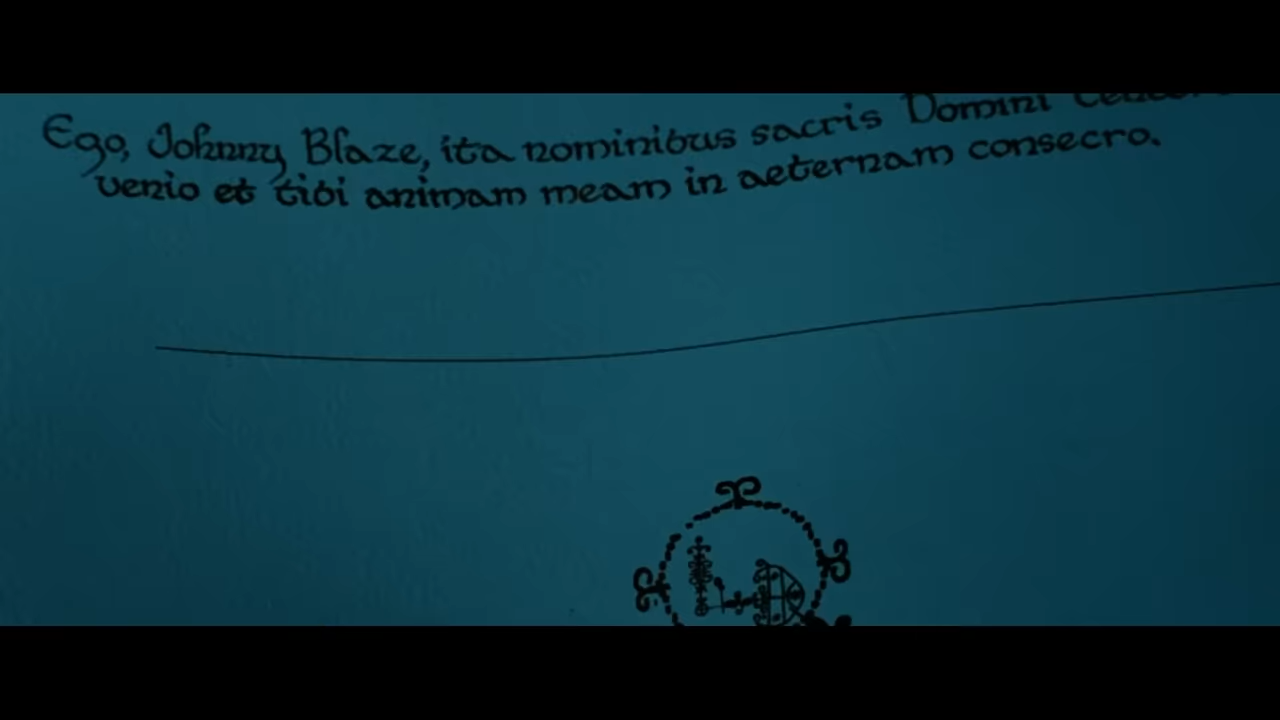 Ego, Johnny Blaze, ita nominibus sacris Domini
venio et tibi animam meam in aeternam consecro.